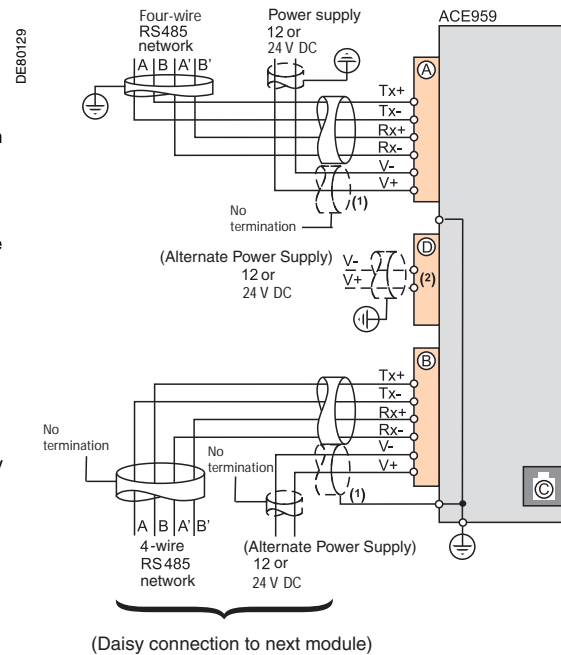 DE80129
Four-wire
RS485
network
A B A' B'
Power supply
12 or
24 V DC
ACE959
A
Tx+
Tx-
Rx+
Rx-
V-
V+
(1)
No
termination
(Alternate Power Supply)
12 or
24 V DC
V-
V+
D
(2)
B
Tx+
Tx-
Rx+
Rx-
V-
V+
(1)
No
termination
No
termination
C
A B A' B'
4-wire
RS485
network
(Alternate Power Supply)
12 or
24 V DC
(Daisy connection to next module)